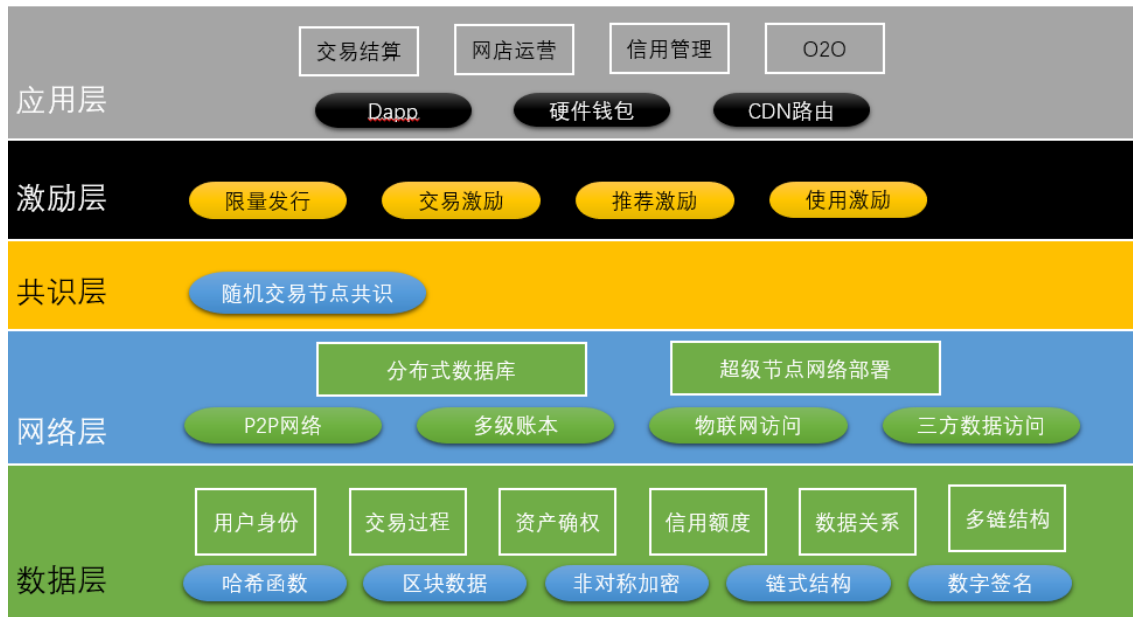 交易结算 网店运营 信用管理 O2O
应用层
Dapp 硬件钱包 CDN路由
激励层
限量发行 交易激励 推荐激励 使用激励
共识层
随机交易节点共识
分布式数据库 超级节点网络部署
网络层
P2P网络 多级账本 物联网访问 三方数据访问
用户身份 交易过程 资产确权 信用额度 数据关系 多链结构
数据层
哈希函数 区块数据 非对称加密 链式结构 数字签名